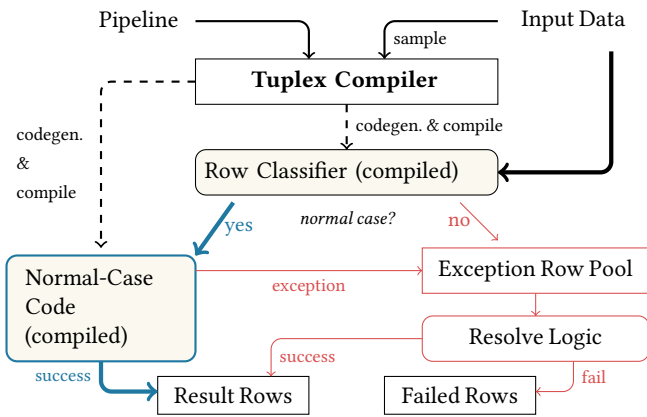 Pipeline
Input Data
sample
Tuplex Compiler
codegen.
&
compile
codegen. & compile
Row Classifier (compiled)
yes
normal case?
no
Normal-Case
Code
(compiled)
exception
Exception Row Pool
Resolve Logic
success
success
fail
Result Rows
Failed Rows